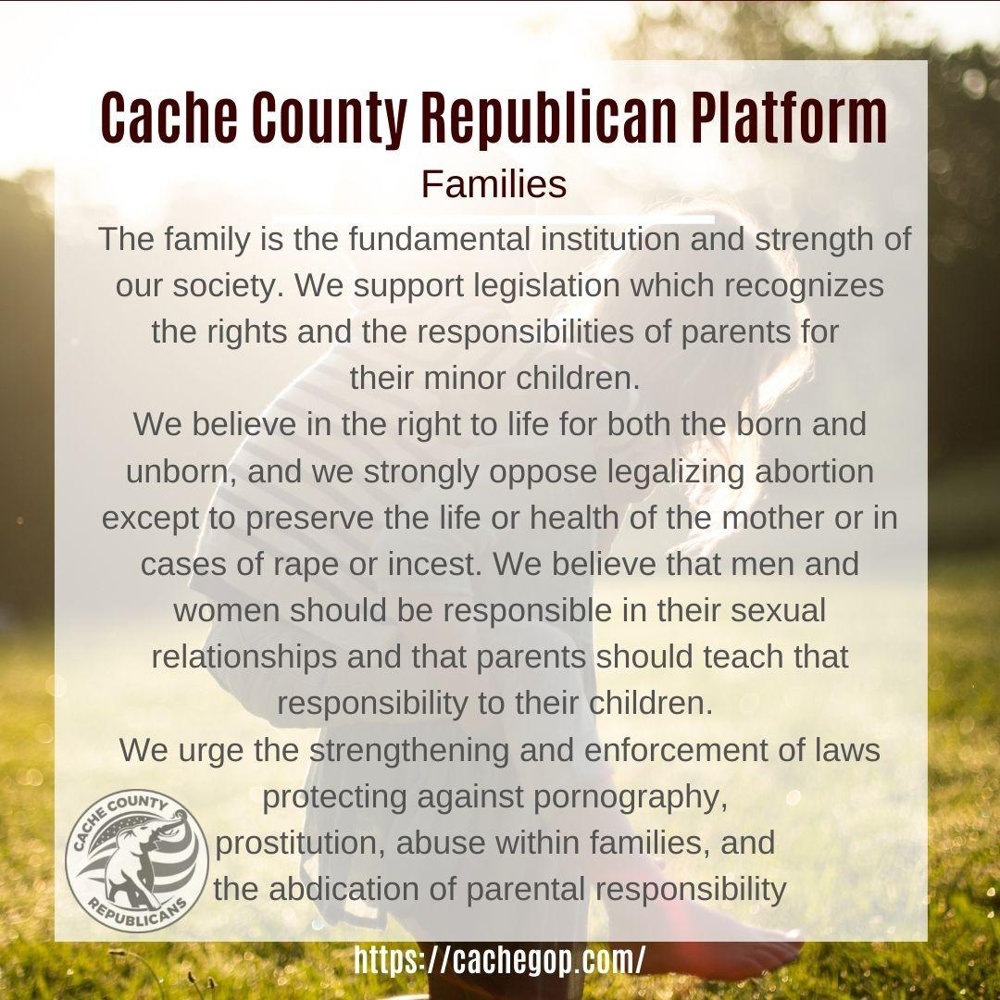 Cache County Republican Platform
Families
The family is the fundamental institution and strength of
our society. We support legislation which recognizes
the rights and the responsibilities of parents for
their minor children.
We believe in the right to life for both the born and
unborn, and we strongly oppose legalizing abortion
except to preserve the life or health of the mother or in
cases of rape or incest. We believe that men and
women should be responsible in their sexual
relationships and that parents should teach that
responsibility to their children.
We urge the strengthening and enforcement of laws
protecting against pornography,
prostitution, abuse within families, and
the abdication of parental responsibility
CACHE COUNTY
REPUBLICANS
https://cachegop.com/